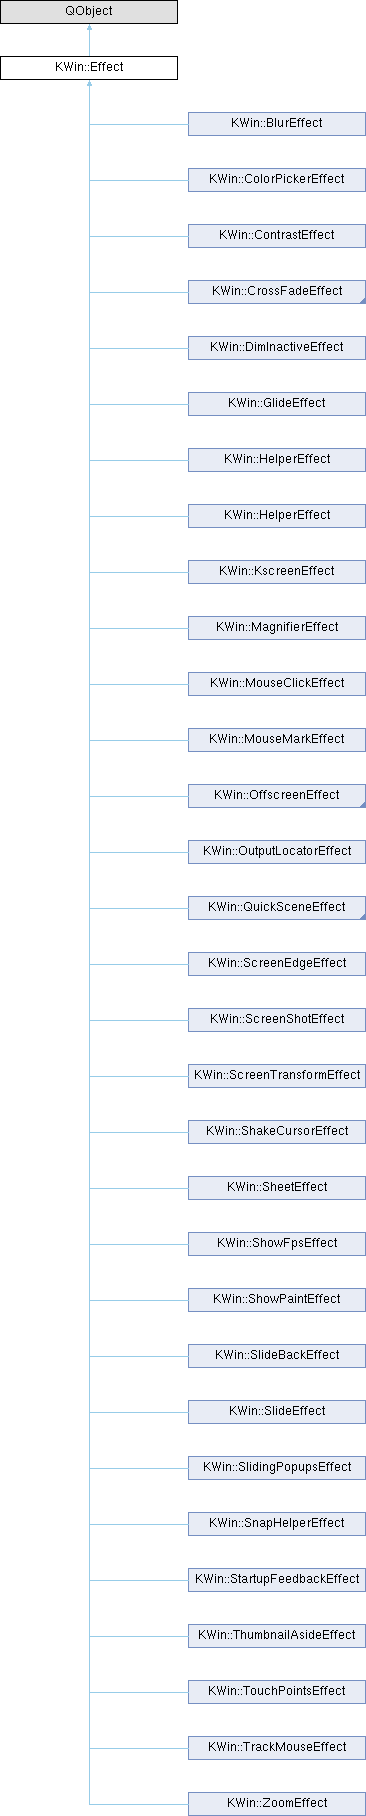 QObject
KWin::Effect
KWin::BlurEffect
KWin::ColorPickerEffect
KWin::ContrastEffect
KWin::CrossFadeEffect
KWin::DimInactiveEffect
KWin::GlideEffect
KWin::HelperEffect
KWin::HelperEffect
KWin::KscreenEffect
KWin::MagnifierEffect
KWin::MouseClickEffect
KWin::MouseMarkEffect
KWin::OffscreenEffect
KWin::OutputLocatorEffect
KWin::QuickSceneEffect
KWin::ScreenEdgeEffect
KWin::ScreenShotEffect
KWin::ScreenTransformEffect
KWin::ShakeCursorEffect
KWin::SheetEffect
KWin::ShowFpsEffect
KWin::ShowPaintEffect
KWin::SlideBackEffect
KWin::SlideEffect
KWin::SlidingPopupsEffect
KWin::SnapHelperEffect
KWin::StartupFeedbackEffect
KWin::ThumbnailAsideEffect
KWin::TouchPointsEffect
KWin::TrackMouseEffect
KWin::ZoomEffect